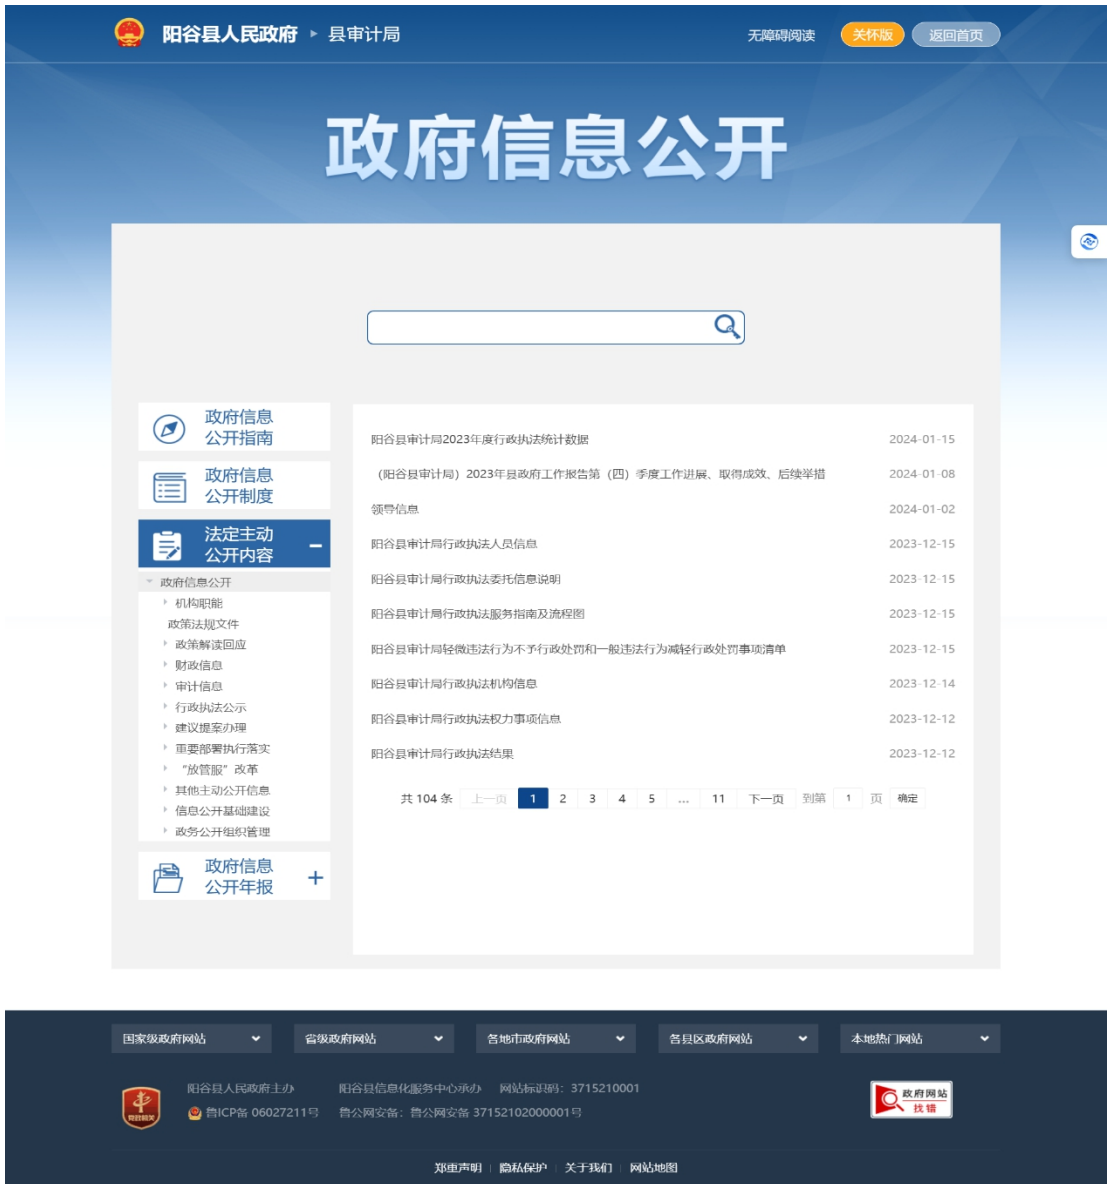 阳谷县人民政府 县审计局 无障碍阅读 关怀版 返回首页
政府信息公开
政府信息
公开指南
政府信息
公开制度
法定主动
公开内容
政府信息公开
机构职能
政策法规文件
政策解读回应
财政信息
审计信息
行政执法公示
建议提案办理
重要部署执行落实
“放管服”改革
其他主动公开信息
信息公开基础建设
政务公开组织管理
政府信息
公开年报
阳谷县审计局2023年度行政执法统计数据 2024-01-15
（阳谷县审计局）2023年县政府工作报告第（四）季度工作进展、取得成效、后续举措 2024-01-08
领导信息 2024-01-02
阳谷县审计局行政执法人员信息 2023-12-15
阳谷县审计局行政执法委托信息说明 2023-12-15
阳谷县审计局行政执法服务指南及流程图 2023-12-15
阳谷县审计局轻微违法行为不予行政处罚和一般违法行为减轻行政处罚事项清单 2023-12-15
阳谷县审计局行政执法机构信息 2023-12-14
阳谷县审计局行政执法权力事项信息 2023-12-12
阳谷县审计局行政执法结果 2023-12-12
共 104 条 上一页 1 2 3 4 5 … 11 下一页 到第 1 页 确定
国家级政府网站 省级政府网站 各地市政府网站 各县区政府网站 本地热门网站
阳谷县人民政府主办 阳谷县信息化服务中心承办 网站标识码：3715210001
鲁ICP备 06027211号 鲁公网安备：鲁公网安备 37152102000001号
党政机关
政府网站
找错
郑重声明 | 隐私保护 | 关于我们 | 网站地图